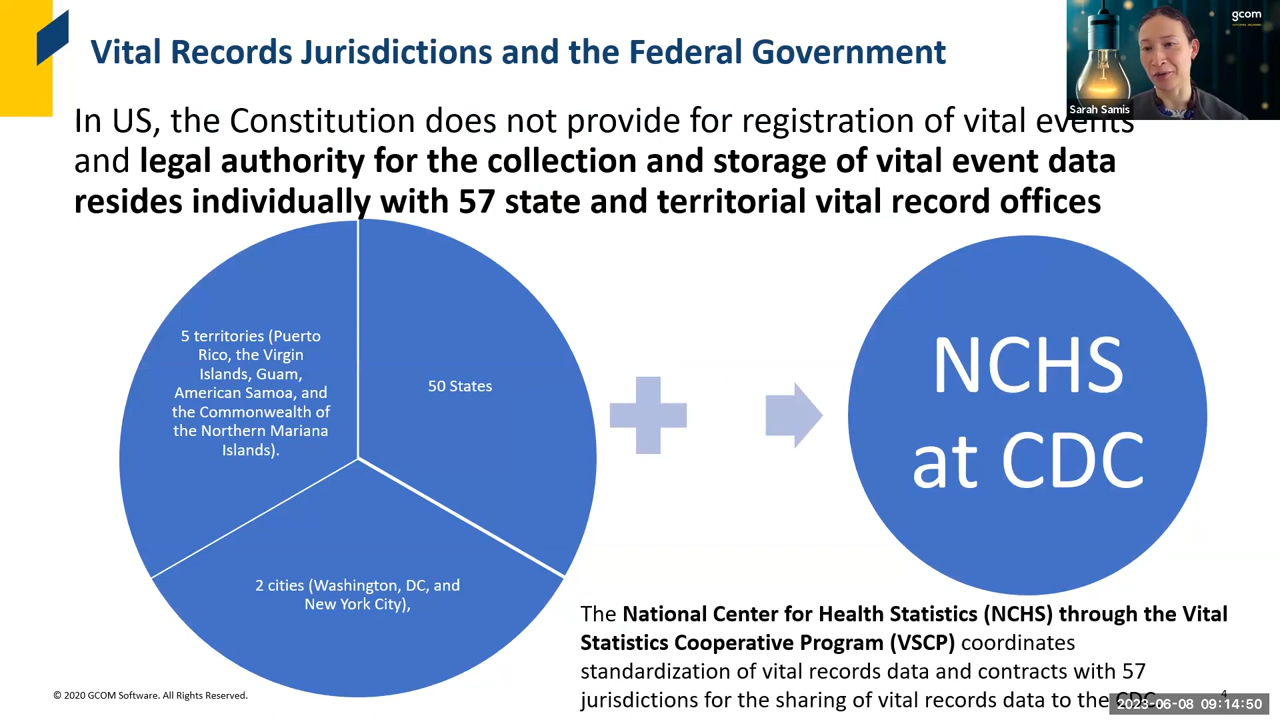 Vital Records Jurisdictions and the Federal Government
gcom
Sarah Samis
In US, the Constitution does not provide for registration of vital events
and legal authority for the collection and storage of vital event data
resides individually with 57 state and territorial vital record offices
5 territories (Puerto
Rico, the Virgin
Islands, Guam,
American Samoa, and
the Commonwealth of
the Northern Mariana
Islands).
50 States
2 cities (Washington, DC, and
New York City),
NCHS
at CDC
The National Center for Health Statistics (NCHS) through the Vital
Statistics Cooperative Program (VSCP) coordinates
standardization of vital records data and contracts with 57
jurisdictions for the sharing of vital records data to the CDC
© 2020 GCOM Software. All Rights Reserved.
4
2023-06-08 09:14:50